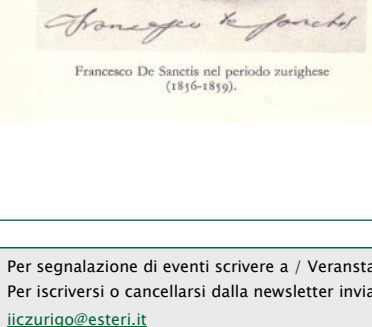 Francesco De Sanctis
Francesco De Sanctis nel periodo zurighese
(1856-1859).
Per segnalazione di eventi scrivere a / Veransta
Per iscriversi o cancellarsi dalla newsletter invia
iiczurigo@esteri.it